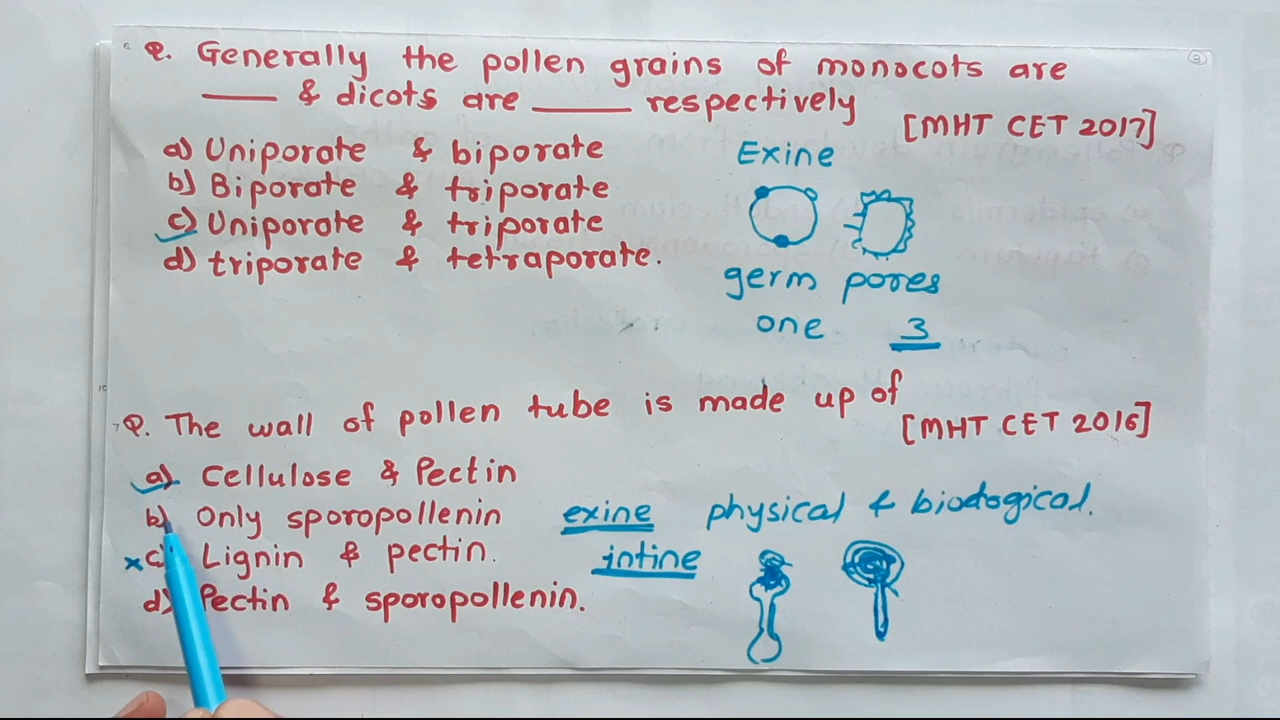 Q. Generally the pollen grains of monocots are
____ & dicots are ____ respectively
[MHT CET 2017]
a) Uniporate & biporate
b) Biporate & triporate
c) Uniporate & triporate
d) triporate & tetraporate.
Exine
germ pores
one 3
Q. The wall of pollen tube is made up of
[MHT CET 2016]
a) Cellulose & Pectin
b) Only sporopollenin
c) Lignin & pectin.
d) Pectin & sporopollenin.
exine physical & biological.
intine